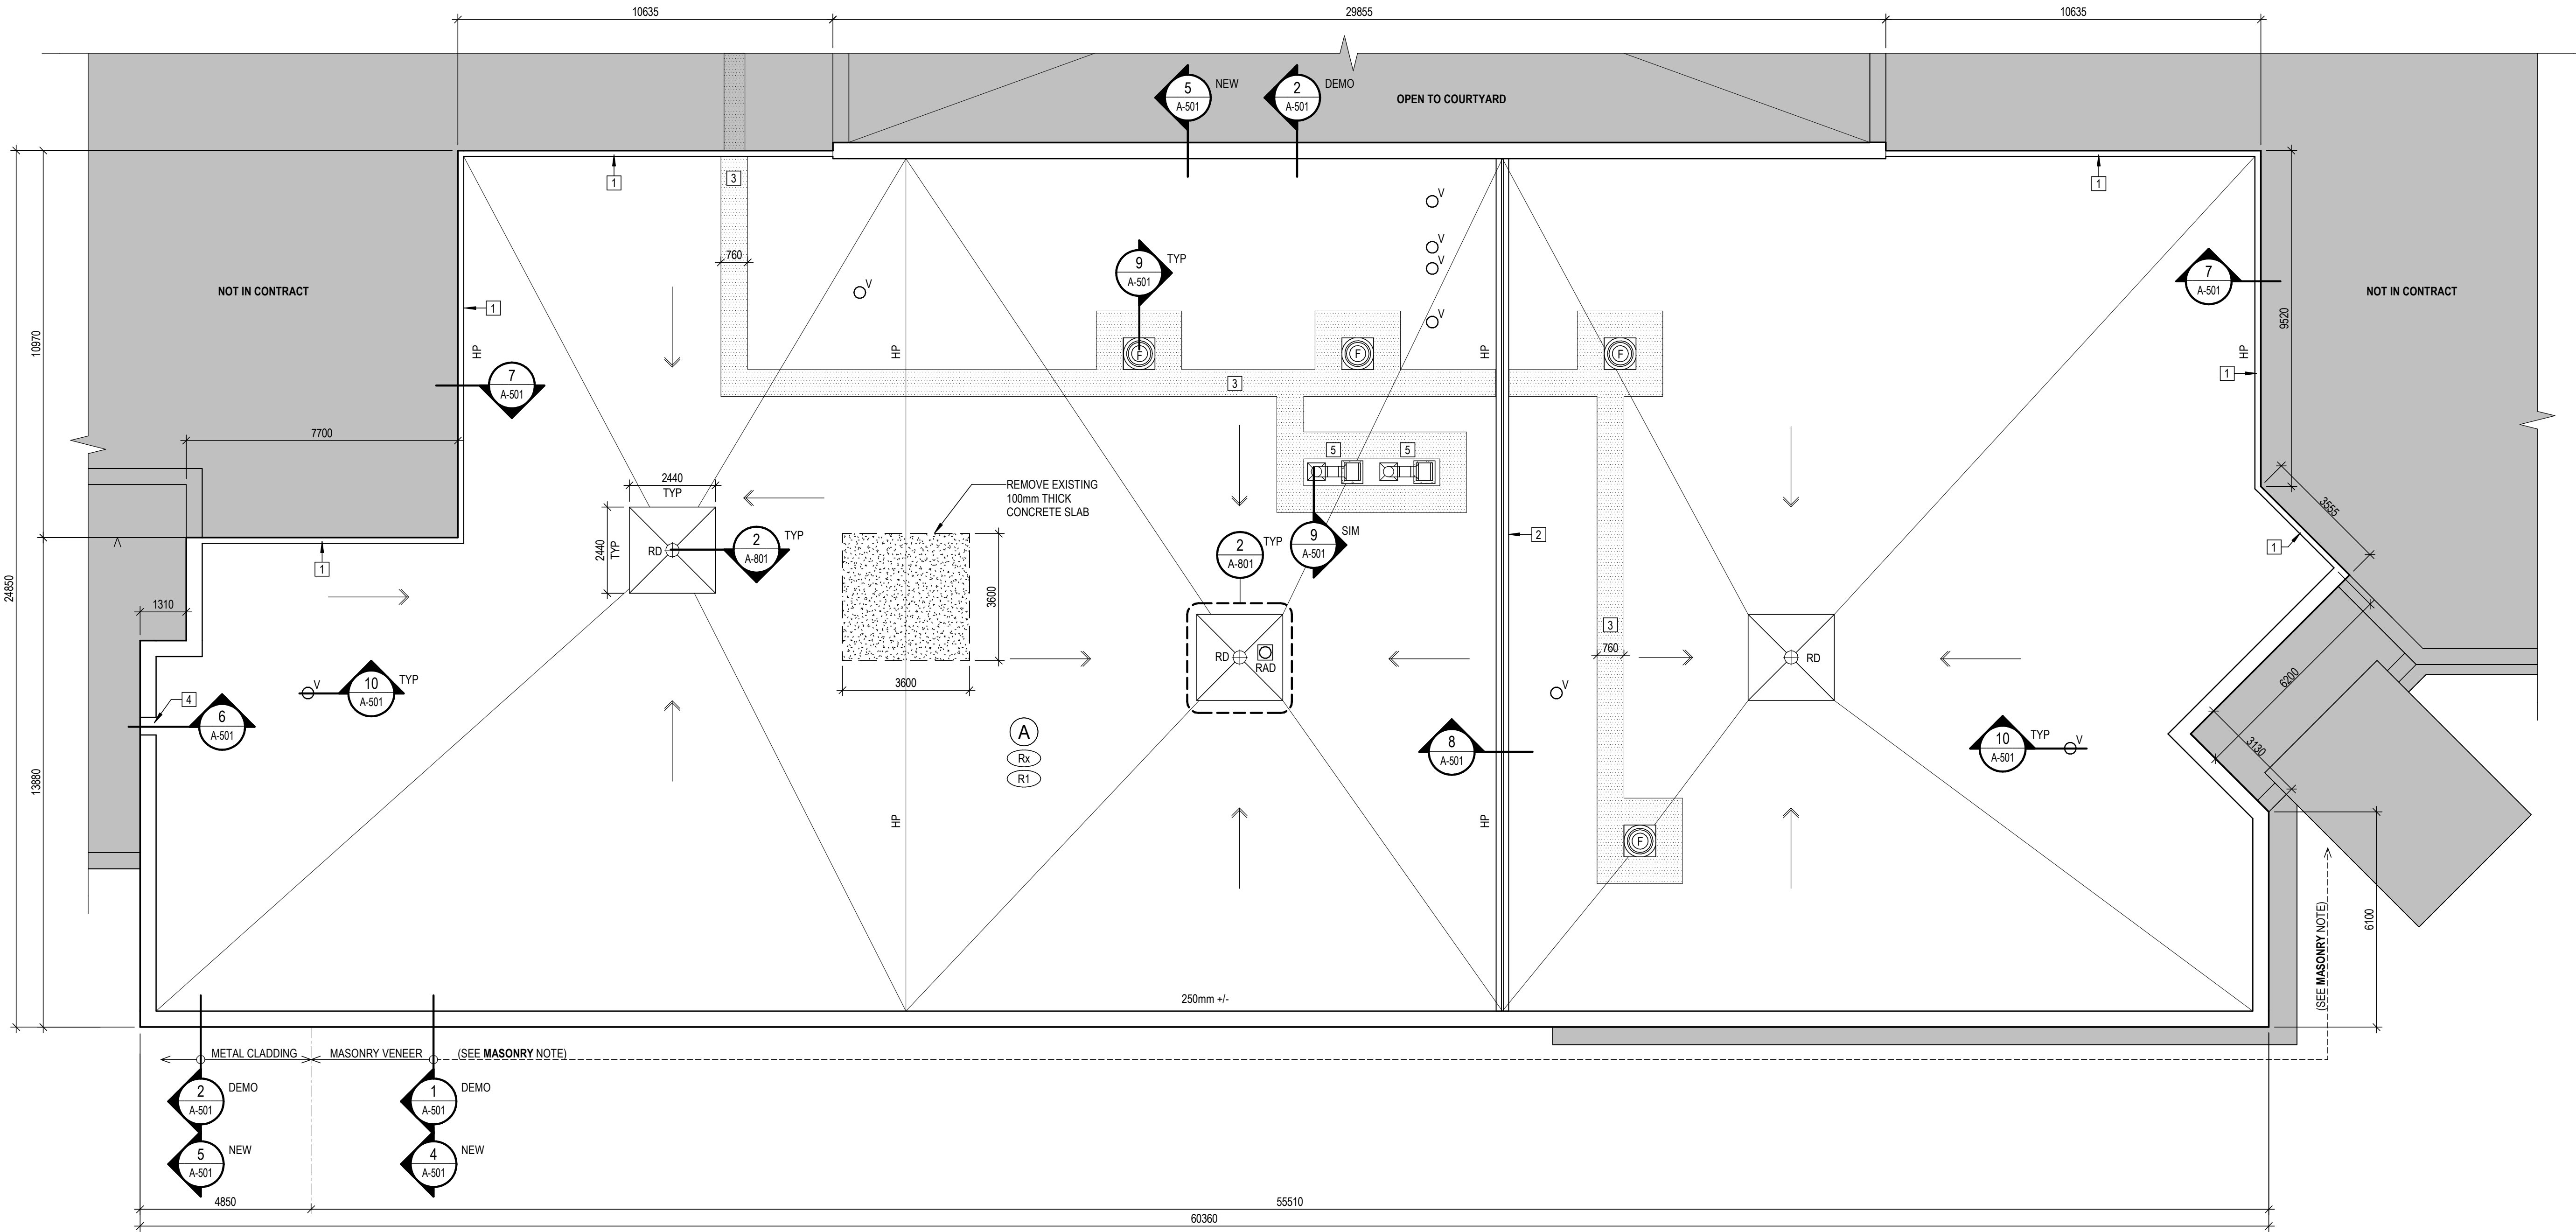 10635
29855
10635
5
A-501
NEW
2
A-501
DEMO
OPEN TO COURTYARD
1
3
1
V
V
V
V
V
760
9
A-501
TYP
7
A-501
NOT IN CONTRACT
NOT IN CONTRACT
1
HP
HP
HP
HP
F
F
F
9520
10970
24850
7
A-501
3
1
7700
5
5
2440
TYP
REMOVE EXISTING
100mm THICK
CONCRETE SLAB
3555
2440
TYP
RD
2
A-801
TYP
2
A-801
TYP
9
A-501
SIM
2
1
1
1310
3600
3
760
RD
RAD
RD
3600
6200
V
10
A-501
TYP
4
6
A-501
V
A
Rx
R1
8
A-501
10
A-501
TYP
V
3130
13880
HP
HP
F
6100
(SEE MASONRY NOTE)
250mm +/-
METAL CLADDING
MASONRY VENEER
(SEE MASONRY NOTE)
2
A-501
DEMO
1
A-501
DEMO
5
A-501
NEW
4
A-501
NEW
4850
55510
60360